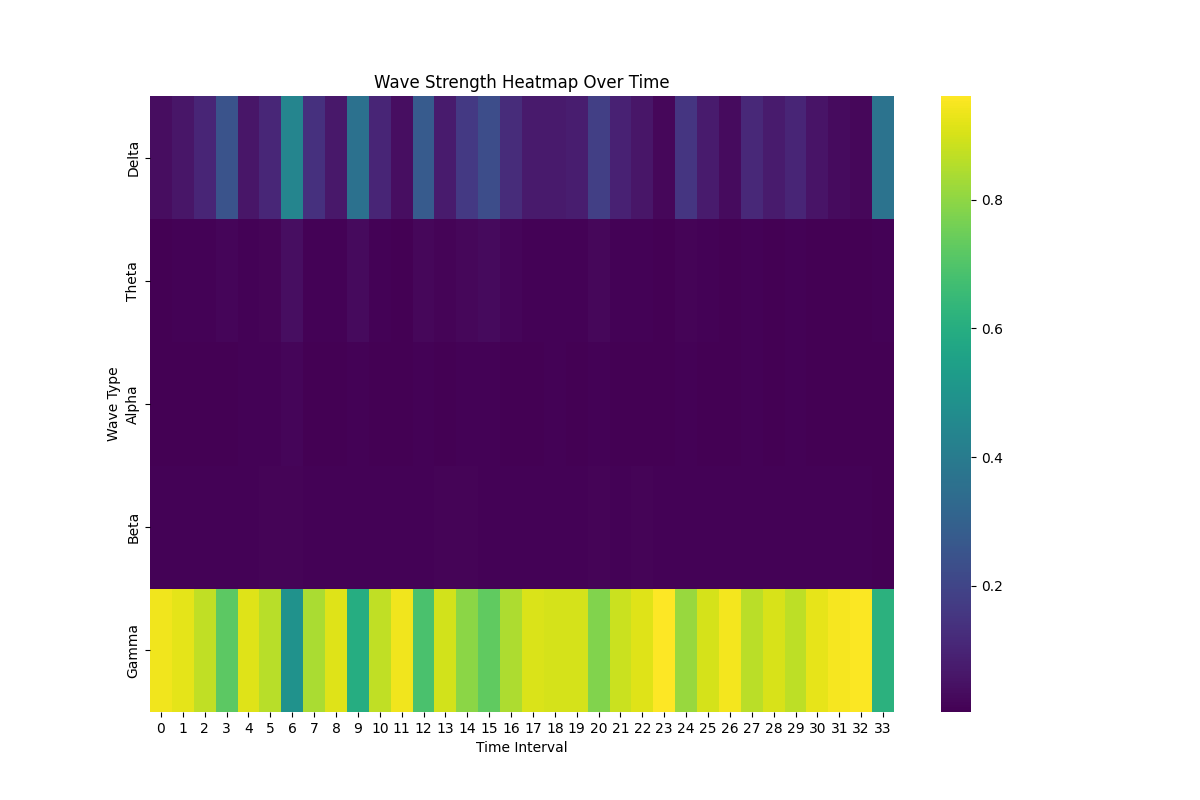 Wave Strength Heatmap Over Time
Wave Type
Delta
Theta
Alpha
Beta
Gamma
0 1 2 3 4 5 6 7 8 9 10 11 12 13 14 15 16 17 18 19 20 21 22 23 24 25 26 27 28 29 30 31 32 33
Time Interval
0.8
0.6
0.4
0.2